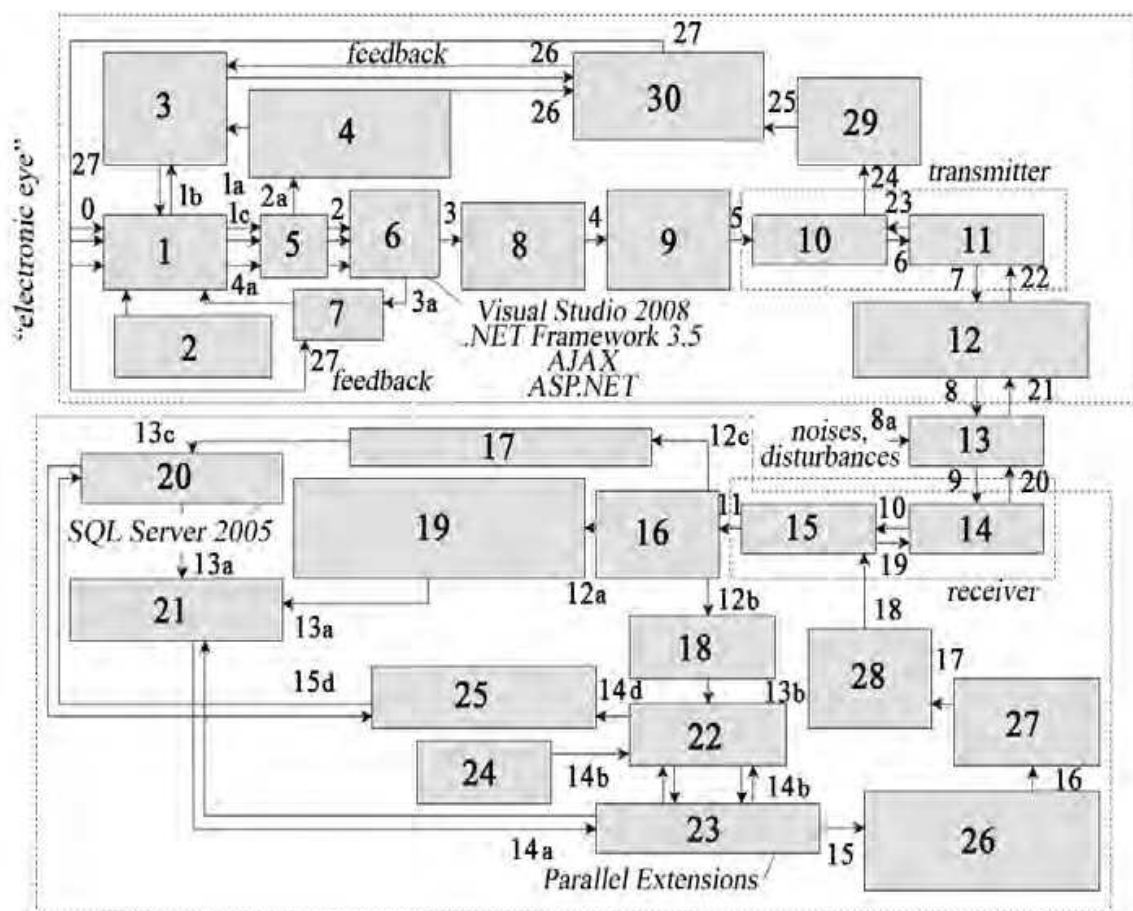 27
feedback
26
3
30
25
29
26
4
27
"electronic eye"
1b
1a
2a
24
transmitter
0
1c
2
3
4
5
23
1
5
6
8
9
10
11
4a
6
3a
7
22
2
7
Visual Studio 2008
.NET Framework 3.5
AJAX
ASP.NET
12
27
feedback
8
21
13c
17
12c
noises,
disturbances
8a
13
20
9
20
SQL Server 2005
19
16
11
15
10
14
13a
19
21
13a
12a
12b
18
receiver
18
28
17
15d
25
14d
13b
22
27
24
14b
14b
16
14a
23
15
26
Parallel Extensions